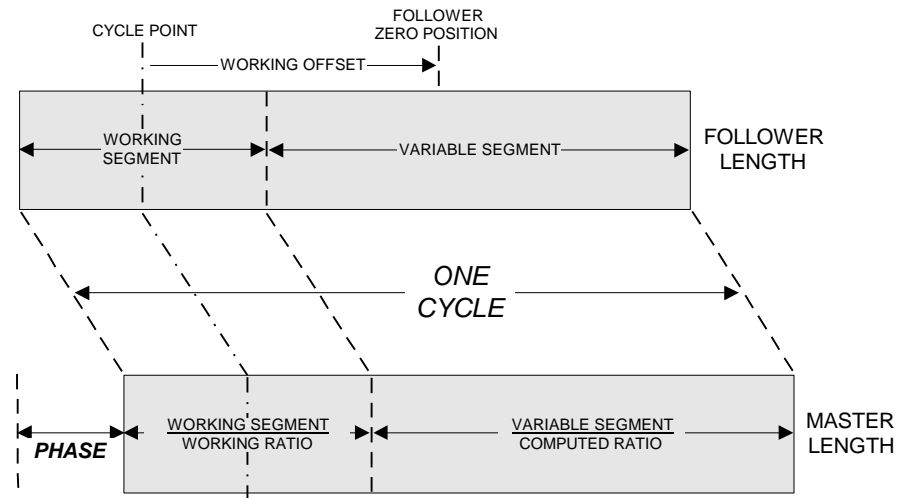 CYCLE POINT
FOLLOWER
ZERO POSITION
WORKING OFFSET
WORKING
SEGMENT
VARIABLE SEGMENT
FOLLOWER
LENGTH
ONE
CYCLE
PHASE
WORKING SEGMENT
WORKING RATIO
VARIABLE SEGMENT
COMPUTED RATIO
MASTER
LENGTH